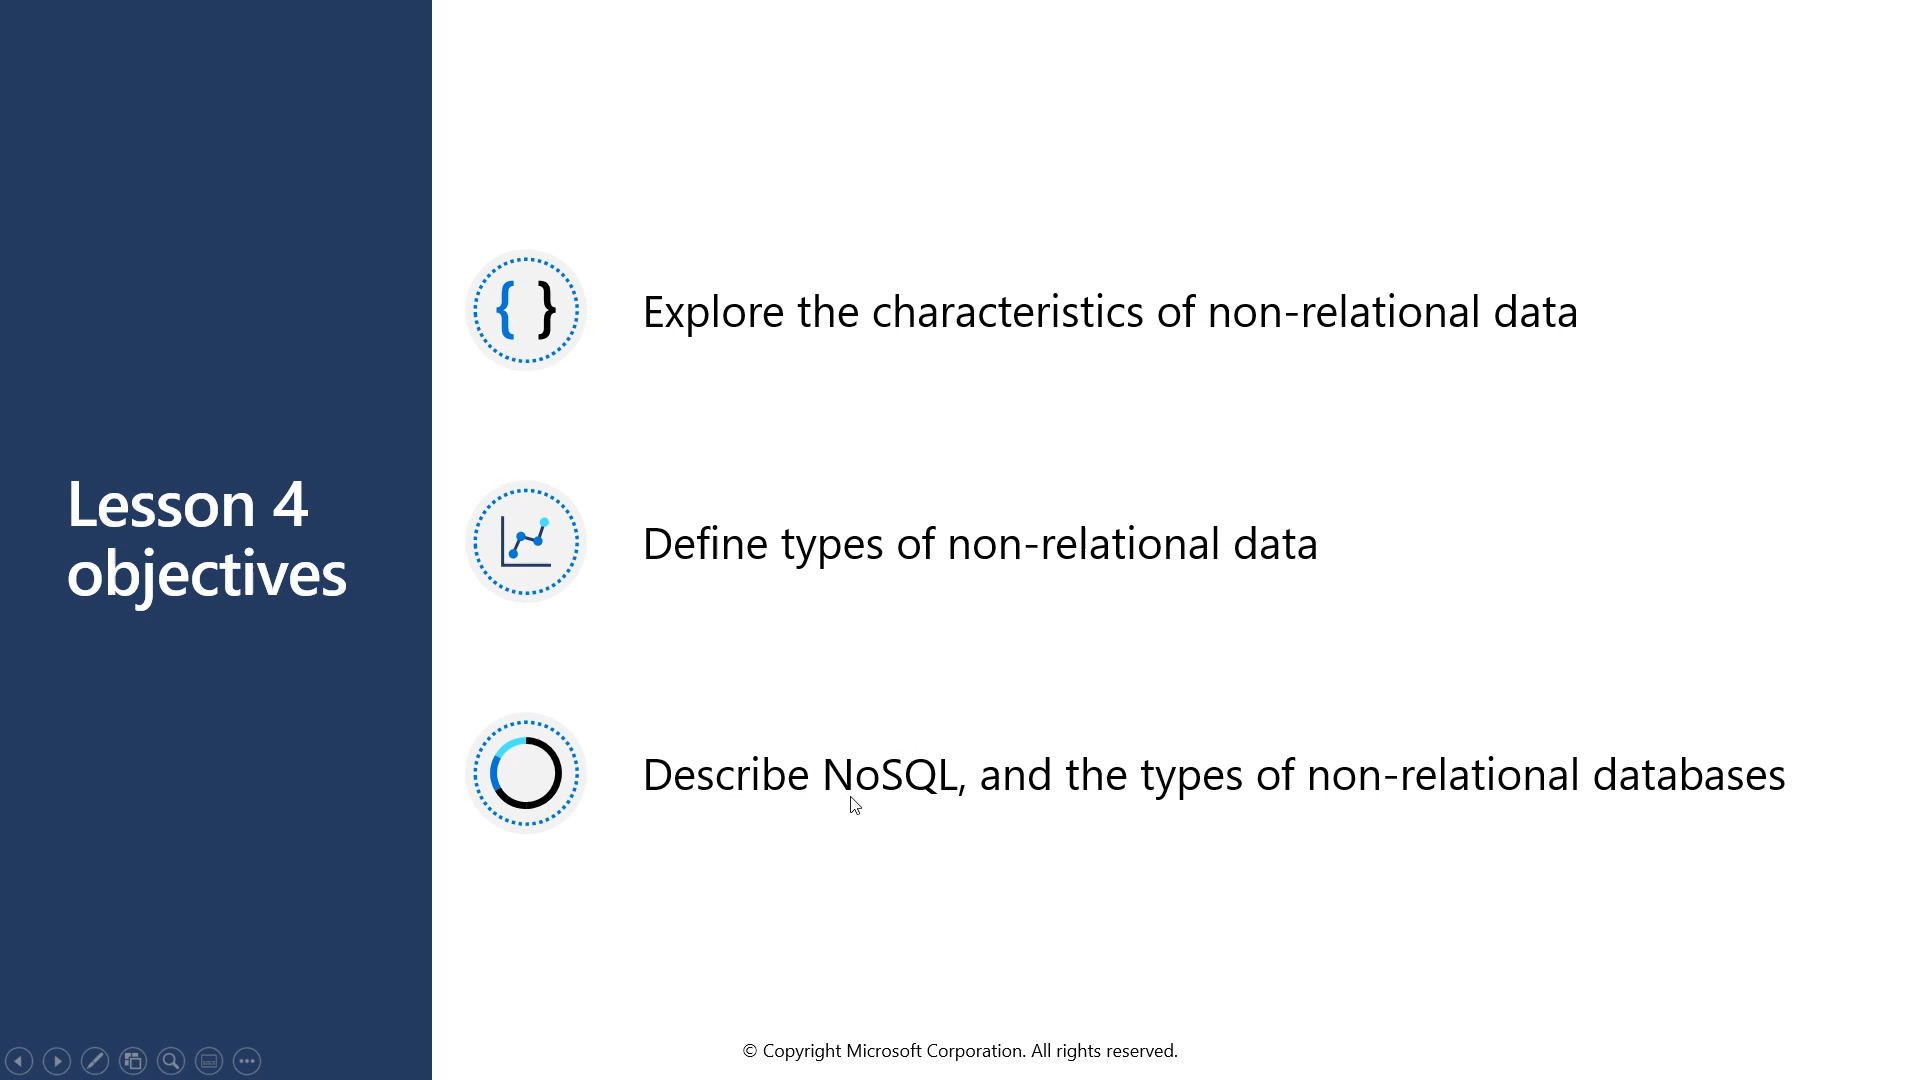 Lesson 4
objectives
{ }
Explore the characteristics of non-relational data
Define types of non-relational data
Describe NoSQL, and the types of non-relational databases
© Copyright Microsoft Corporation. All rights reserved.